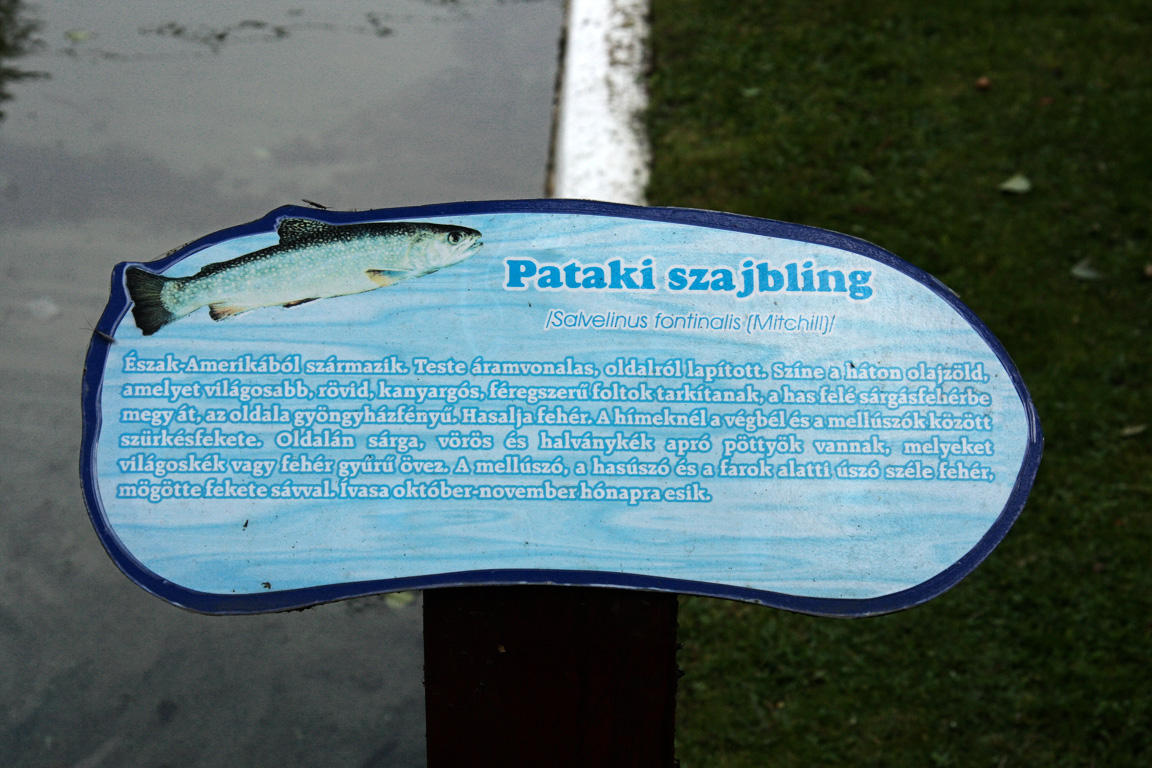 Pataki szajbling
/Salvelinus fontinalis (Mitchill)/
Észak-Amerikából származik. Teste áramvonalas, oldalról lapított. Színe a háton olajzöld,
amelyet világosabb, rövid, kanyargós, féregszerű foltok tarkítanak, a has felé sárgásfehérbe
megy át, az oldala gyöngyházfényű. Hasalja fehér. A hímeknél a végbél és a mellúszók között
szürkésfekete. Oldalán sárga, vörös és halványkék apró pöttyök vannak, melyeket
világoskék vagy fehér gyűrű övez. A mellúszó, a hasúszó és a farok alatti úszó széle fehér,
mögötte fekete sávval. Ívasa október-november hónapra esik.